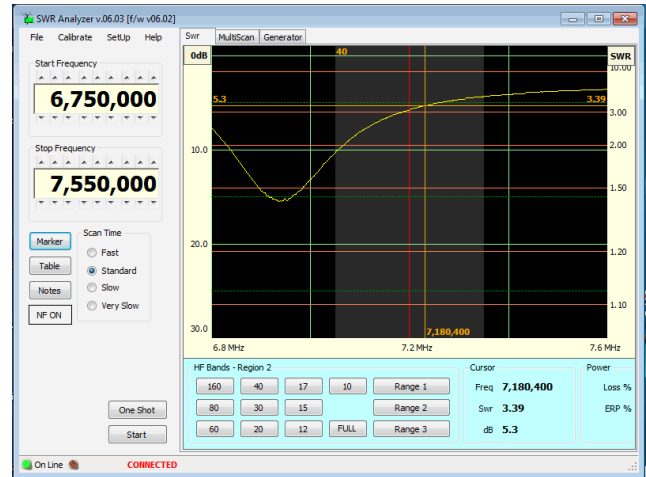 SWR Analyzer v.06.03 [f/w v06.02]
File Calibrate SetUp Help
Swr MultiScan Generator
Start Frequency
6,750,000
Stop Frequency
7,550,000
Marker
Table
Notes
NF ON
Scan Time
Fast
Standard
Slow
Very Slow
One Shot
Start
0dB 40 SWR
10.00
5.3 3.39
3.00
10.0 2.00
1.50
20.0 1.20
1.10
30.0 7,180,400
6.8 MHz 7.2 MHz 7.6 MHz
HF Bands - Region 2
160 40 17 10 Range 1
80 30 15 Range 2
60 20 12 FULL Range 3
Cursor
Freq 7,180,400
Swr 3.39
dB 5.3
Power
Loss %
ERP %
On Line CONNECTED